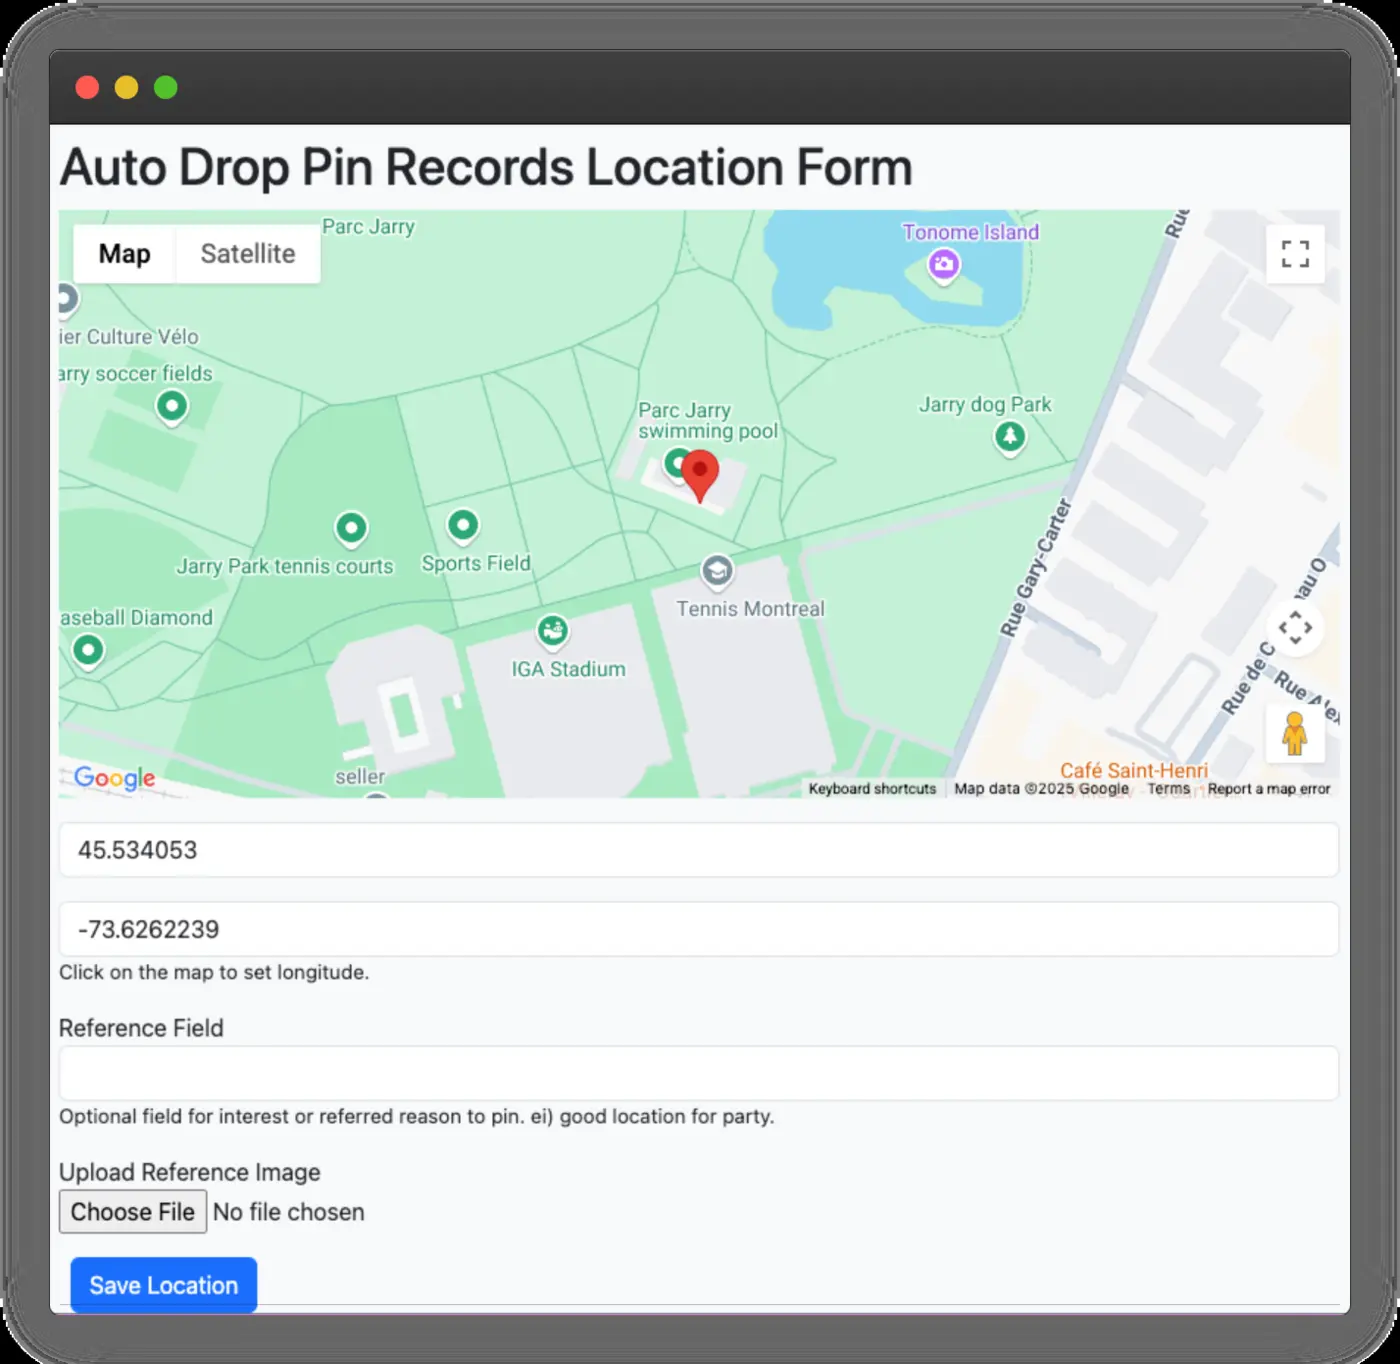 Auto Drop Pin Records Location Form
Map
Satellite
Parc Jarry
Tonome Island
Rue
ier Culture Vélo
arry soccer fields
Parc Jarry
swimming pool
Jarry dog Park
Jarry Park tennis courts
Sports Field
Rue Gary-Carter
Tennis Montreal
aseball Diamond
IGA Stadium
Rue de C
au O
Rue Ale
Google
seller
Café Saint-Henri
Keyboard shortcuts
Map data ©2025 Google
Terms
Report a map error
45.534053
-73.6262239
Click on the map to set longitude.
Reference Field
Optional field for interest or referred reason to pin. ei) good location for party.
Upload Reference Image
Choose File No file chosen
Save Location